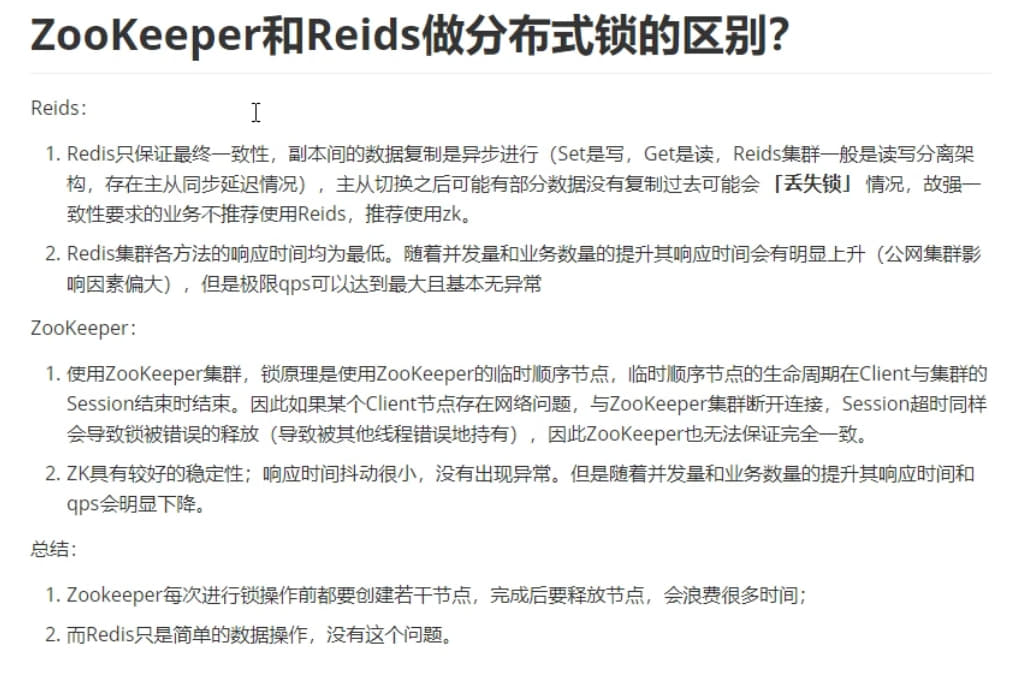 ZooKeeper和Reids做分布式锁的区别？
Reids：
1. Redis只保证最终一致性，副本间的数据复制是异步进行（Set是写，Get是读，Reids集群一般是读写分离架
构，存在主从同步延迟情况），主从切换之后可能有部分数据没有复制过去可能会 「丢失锁」 情况，故强一
致性要求的业务不推荐使用Reids，推荐使用zk。
2. Redis集群各方法的响应时间均为最低。随着并发量和业务数量的提升其响应时间会有明显上升（公网集群影
响因素偏大），但是极限qps可以达到最大且基本无异常
ZooKeeper：
1. 使用ZooKeeper集群，锁原理是使用ZooKeeper的临时顺序节点，临时顺序节点的生命周期在Client与集群的
Session结束时结束。因此如果某个Client节点存在网络问题，与ZooKeeper集群断开连接，Session超时同样
会导致锁被错误的释放（导致被其他线程错误地持有），因此ZooKeeper也无法保证完全一致。
2. ZK具有较好的稳定性；响应时间抖动很小，没有出现异常。但是随着并发量和业务数量的提升其响应时间和
qps会明显下降。
总结：
1. Zookeeper每次进行锁操作前都要创建若干节点，完成后要释放节点，会浪费很多时间；
2. 而Redis只是简单的数据操作，没有这个问题。